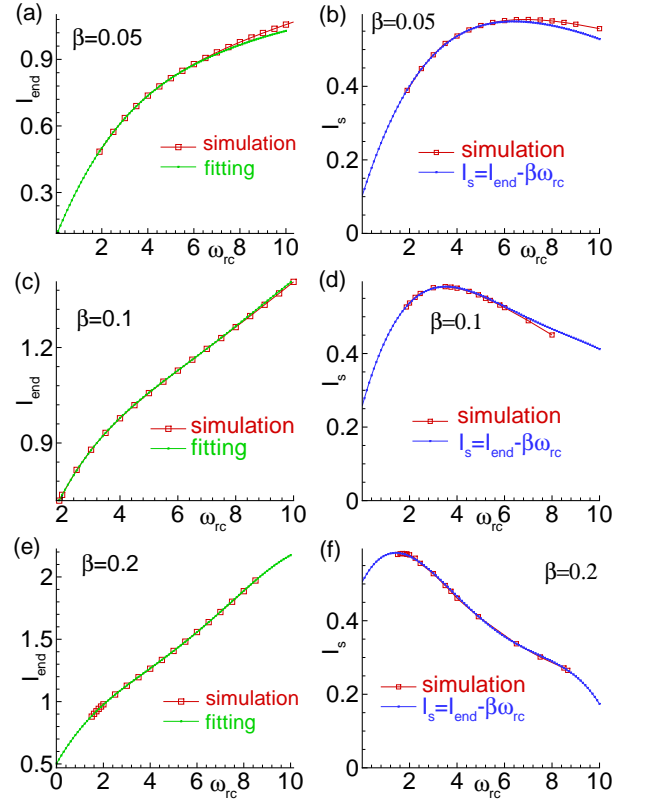 (a)
β=0.05
I_end
0.9
0.6
0.3
simulation
fitting
2 4 6 8 10
ω_rc
(b)
β=0.05
I_s
0.4
0.2
0
simulation
I_s=I_end-βω_rc
0 2 4 6 8 10
ω_rc
(c)
β=0.1
I_end
1.2
0.9
simulation
fitting
2 4 6 8 10
ω_rc
(d)
β=0.1
I_s
0.4
0.2
0
simulation
I_s=I_end-βω_rc
0 2 4 6 8 10
ω_rc
(e)
β=0.2
I_end
2
1.5
1
0.5
simulation
fitting
0 2 4 6 8 10
ω_rc
(f)
β=0.2
I_s
0.4
0.2
0
simulation
I_s=I_end-βω_rc
0 2 4 6 8 10
ω_rc